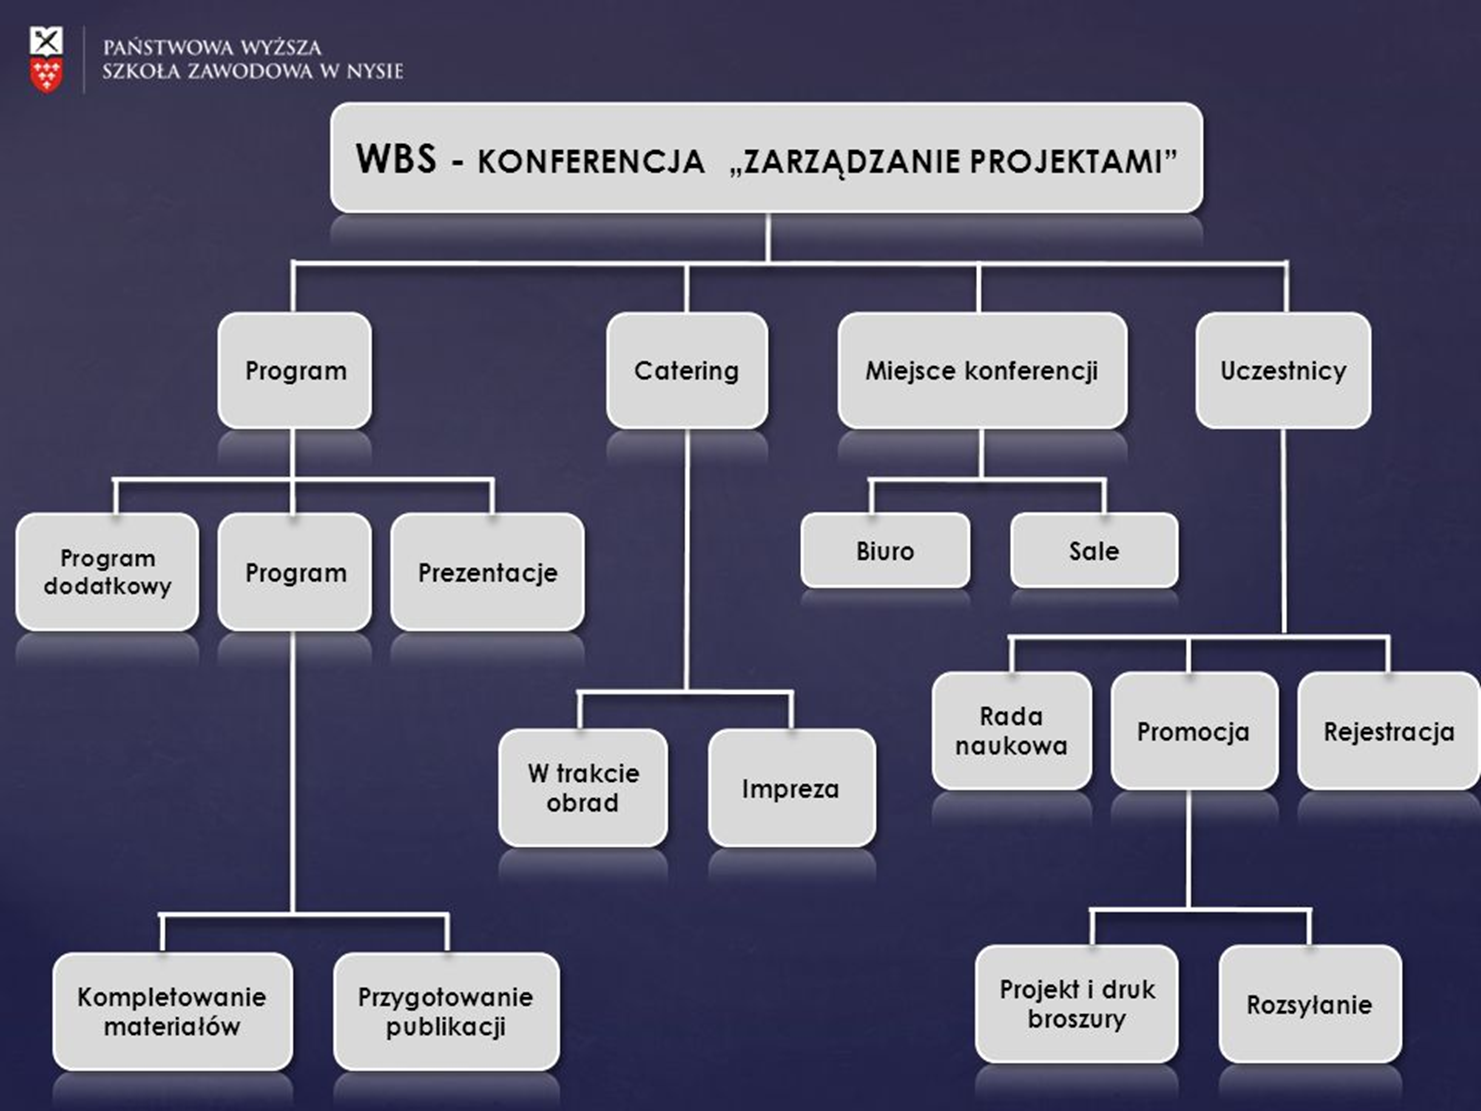 PAŃSTWOWA WYŻSZA
SZKOŁA ZAWODOWA W NYSIE
WBS - KONFERENCJA „ZARZĄDZANIE PROJEKTAMI”
Program
Catering
Miejsce konferencji
Uczestnicy
Program
dodatkowy
Program
Prezentacje
Biuro
Sale
W trakcie
obrad
Impreza
Rada
naukowa
Promocja
Rejestracja
Kompletowanie
materiałów
Przygotowanie
publikacji
Projekt i druk
broszury
Rozsyłanie